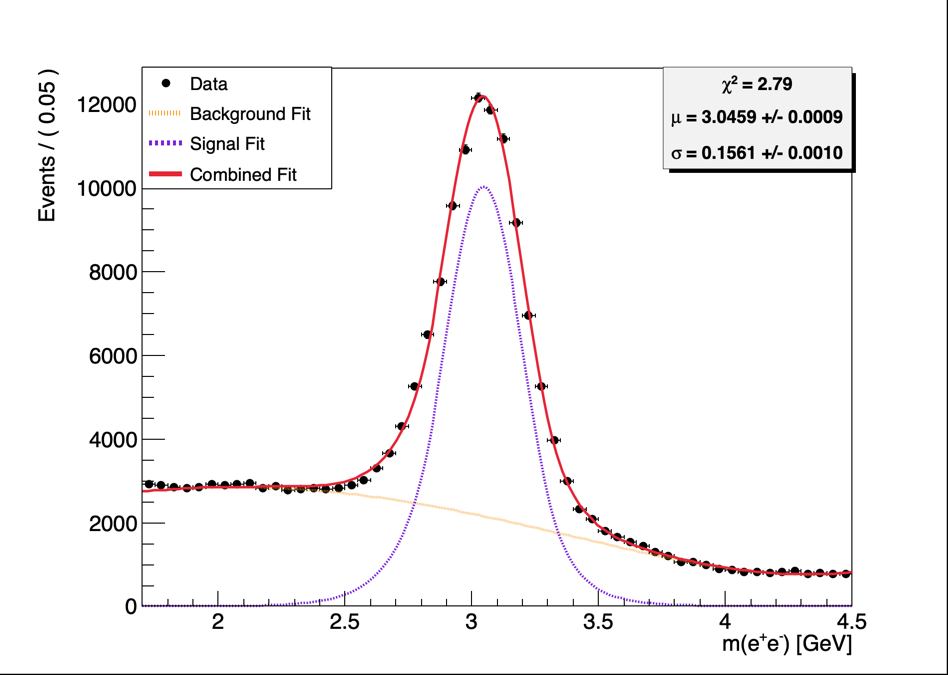 Events / ( 0.05 )
12000
10000
8000
6000
4000
2000
0
Data
Background Fit
Signal Fit
Combined Fit
χ² = 2.79
μ = 3.0459 +/- 0.0009
σ = 0.1561 +/- 0.0010
2 2.5 3 3.5 4 4.5
m(e⁺e⁻) [GeV]